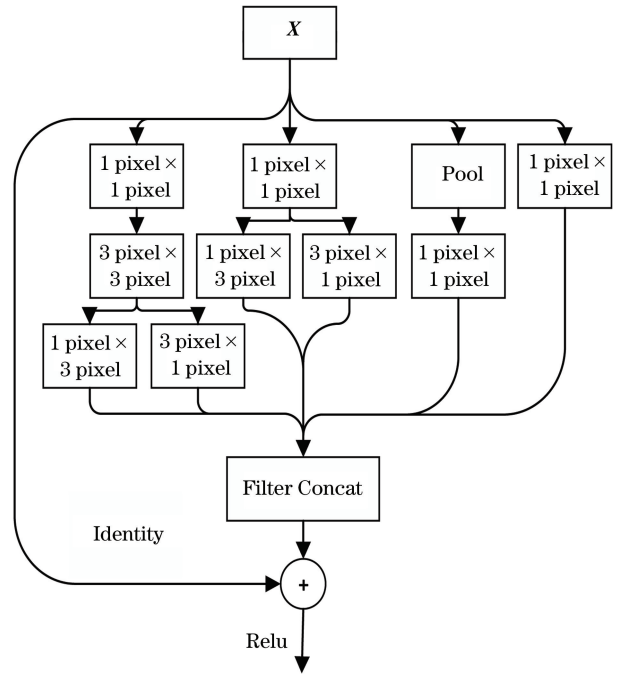 X
1 pixel ×
1 pixel
1 pixel ×
1 pixel
Pool
1 pixel ×
1 pixel
3 pixel ×
3 pixel
1 pixel ×
3 pixel
3 pixel ×
1 pixel
1 pixel ×
1 pixel
1 pixel ×
3 pixel
3 pixel ×
1 pixel
Filter Concat
Identity
+
Relu